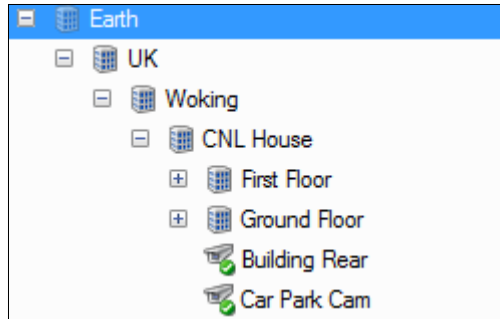 Earth
UK
Woking
CNL House
First Floor
Ground Floor
Building Rear
Car Park Cam